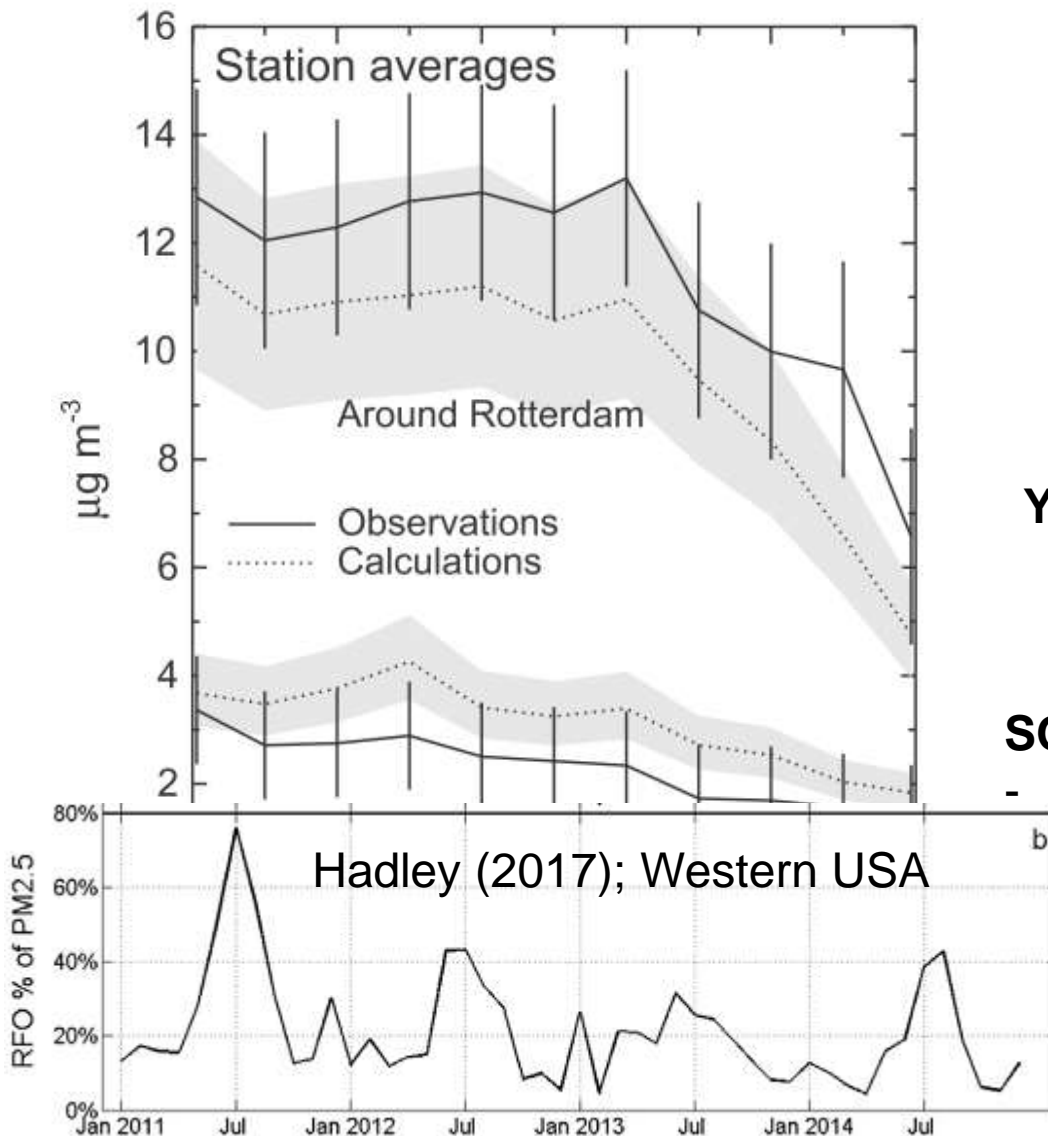 16
Station averages
14
12
10
Around Rotterdam
8
µg m-3
Observations
Calculations
6
4
2
Y
SO
-
80%
b
Hadley (2017); Western USA
60%
RFO % of PM2.5
40%
20%
0%
Jan 2011 Jul Jan 2012 Jul Jan 2013 Jul Jan 2014 Jul